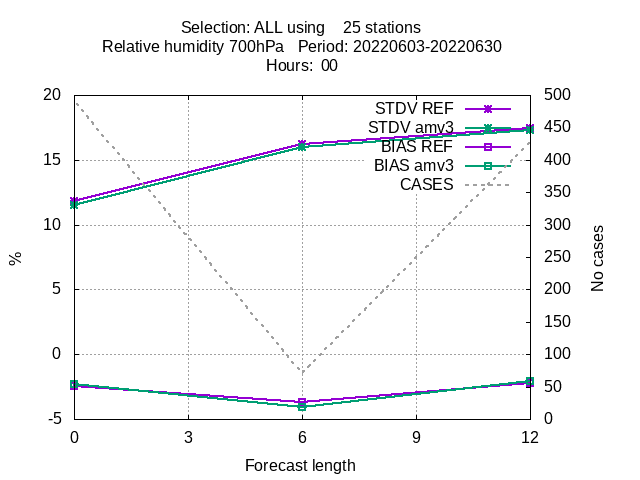 Selection: ALL using    25 stations
Relative humidity 700hPa   Period: 20220603-20220630
Hours:  00
STDV REF
STDV amv3
BIAS REF
BIAS amv3
CASES
20
15
10
5
0
-5
%
500
450
400
350
300
250
200
150
100
50
0
No cases
0 3 6 9 12
Forecast length